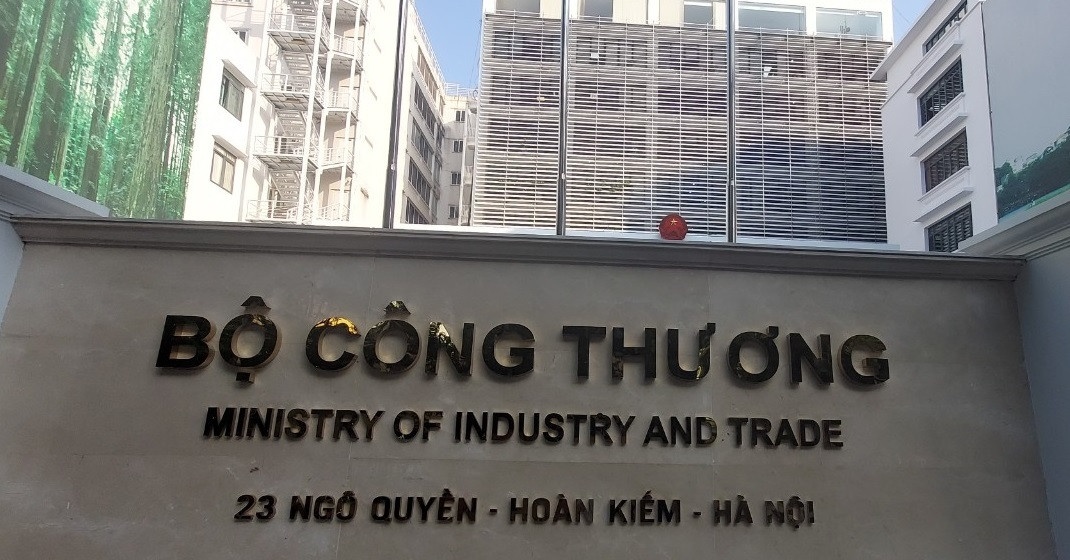 BỘ CÔNG THƯƠNG
MINISTRY OF INDUSTRY AND TRADE
23 NGÔ QUYỀN - HOÀN KIẾM - HÀ NỘI